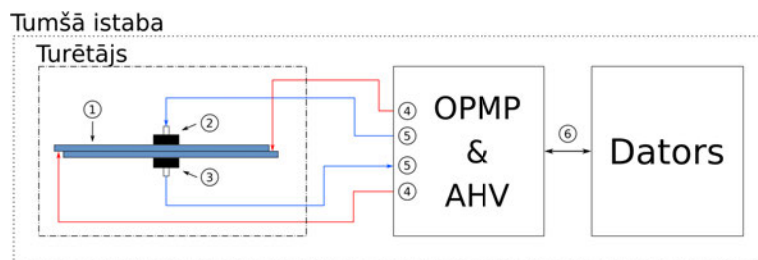 Tumšā istaba
Turētājs
①
②
③
④
⑤
⑤
④
OPMP
&
AHV
⑥
Dators